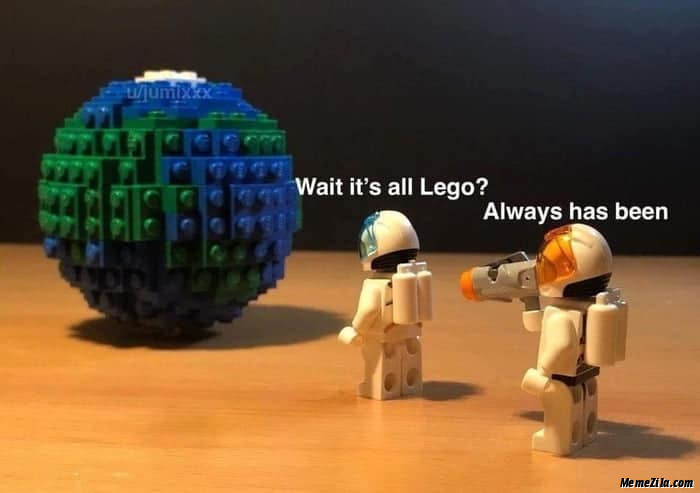 u/jumixxx
Wait it's all Lego?
Always has been
MemeZila.com